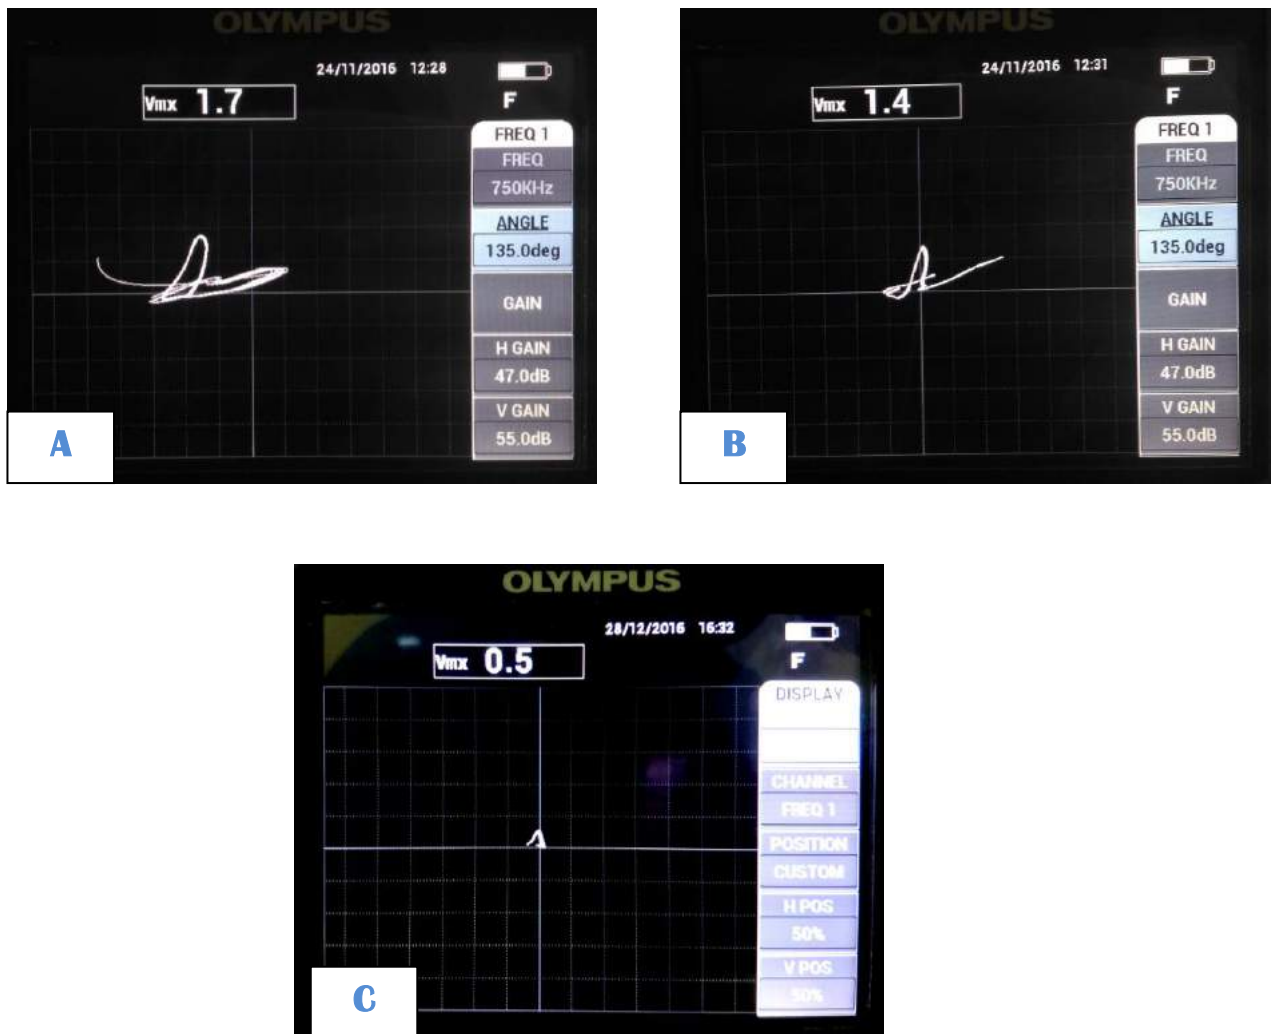 OLYMPUS
24/11/2016 12:28
Vmx 1.7
F
FREQ 1
FREQ
750KHz
ANGLE
135.0deg
GAIN
H GAIN
47.0dB
V GAIN
55.0dB
A
OLYMPUS
24/11/2016 12:31
Vmx 1.4
F
FREQ 1
FREQ
750KHz
ANGLE
135.0deg
GAIN
H GAIN
47.0dB
V GAIN
55.0dB
B
OLYMPUS
28/12/2016 16:32
Vmx 0.5
F
DISPLAY
CHANNEL
FREQ 1
POSITION
CUSTOM
H POS
50%
V POS
50%
C